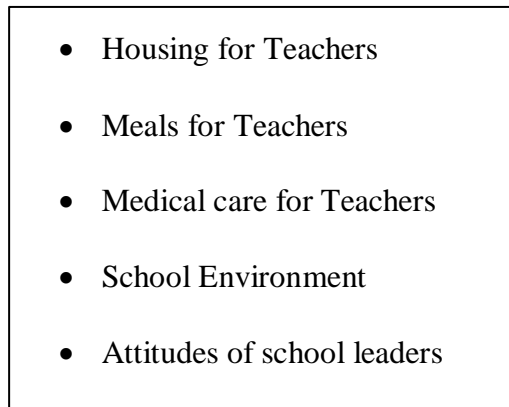 • Housing for Teachers
• Meals for Teachers
• Medical care for Teachers
• School Environment
• Attitudes of school leaders